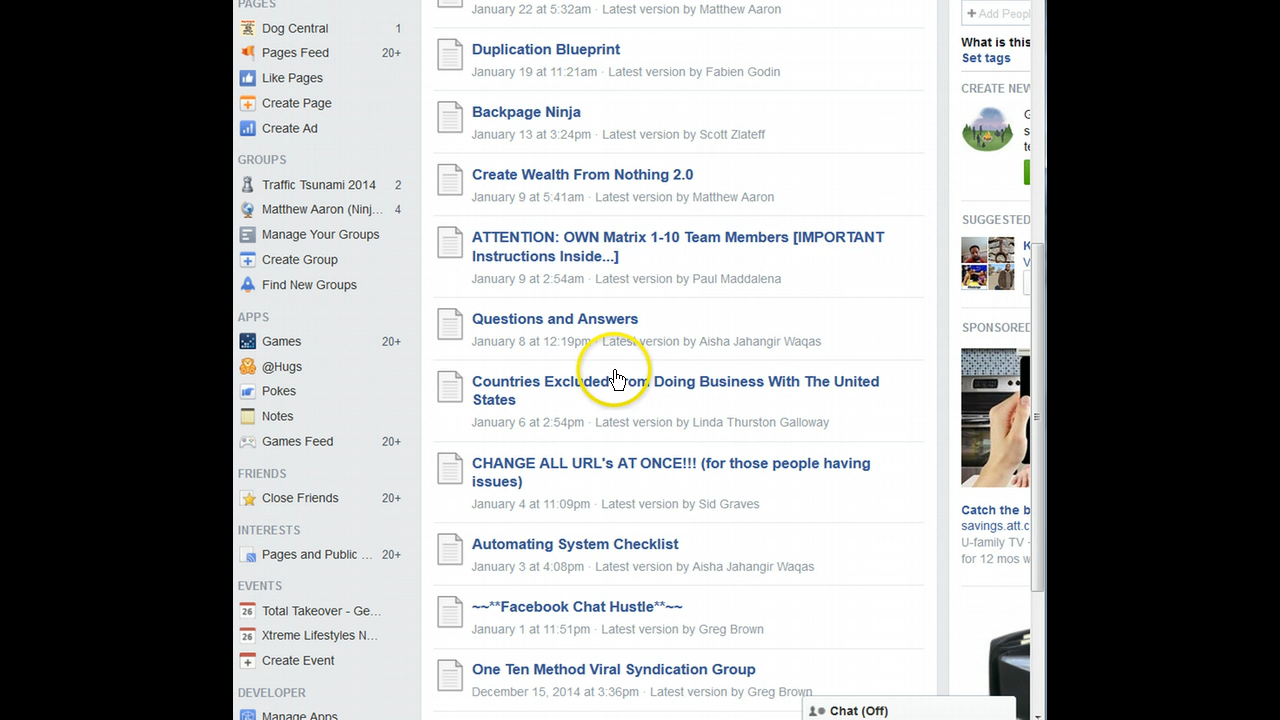 PAGES
Dog Central 1
Pages Feed 20+
Like Pages
Create Page
Create Ad
GROUPS
Traffic Tsunami 2014 2
Matthew Aaron (Ninj... 4
Manage Your Groups
Create Group
Find New Groups
APPS
Games 20+
@Hugs
Pokes
Notes
Games Feed 20+
FRIENDS
Close Friends 20+
INTERESTS
Pages and Public ... 20+
EVENTS
Total Takeover - Ge...
Xtreme Lifestyles N...
Create Event
DEVELOPER
Manage Apps
January 22 at 5:32am · Latest version by Matthew Aaron
Duplication Blueprint
January 19 at 11:21am · Latest version by Fabien Godin
Backpage Ninja
January 13 at 3:24pm · Latest version by Scott Zlateff
Create Wealth From Nothing 2.0
January 9 at 5:41am · Latest version by Matthew Aaron
ATTENTION: OWN Matrix 1-10 Team Members [IMPORTANT
Instructions Inside...]
January 9 at 2:54am · Latest version by Paul Maddalena
Questions and Answers
January 8 at 12:19pm · Latest version by Aisha Jahangir Waqas
Countries Excluded From Doing Business With The United
States
January 6 at 2:54pm · Latest version by Linda Thurston Galloway
CHANGE ALL URL's AT ONCE!!! (for those people having
issues)
January 4 at 11:09pm · Latest version by Sid Graves
Automating System Checklist
January 3 at 4:08pm · Latest version by Aisha Jahangir Waqas
~~**Facebook Chat Hustle**~~
January 1 at 11:51pm · Latest version by Greg Brown
One Ten Method Viral Syndication Group
December 15, 2014 at 3:36pm · Latest version by Greg Brown
+ Add Peopl
What is this
Set tags
CREATE NEW
G
s
te
SUGGESTED
K
V
SPONSORED
Catch the b
savings.att.c
U-family TV -
for 12 mos w
Chat (Off)